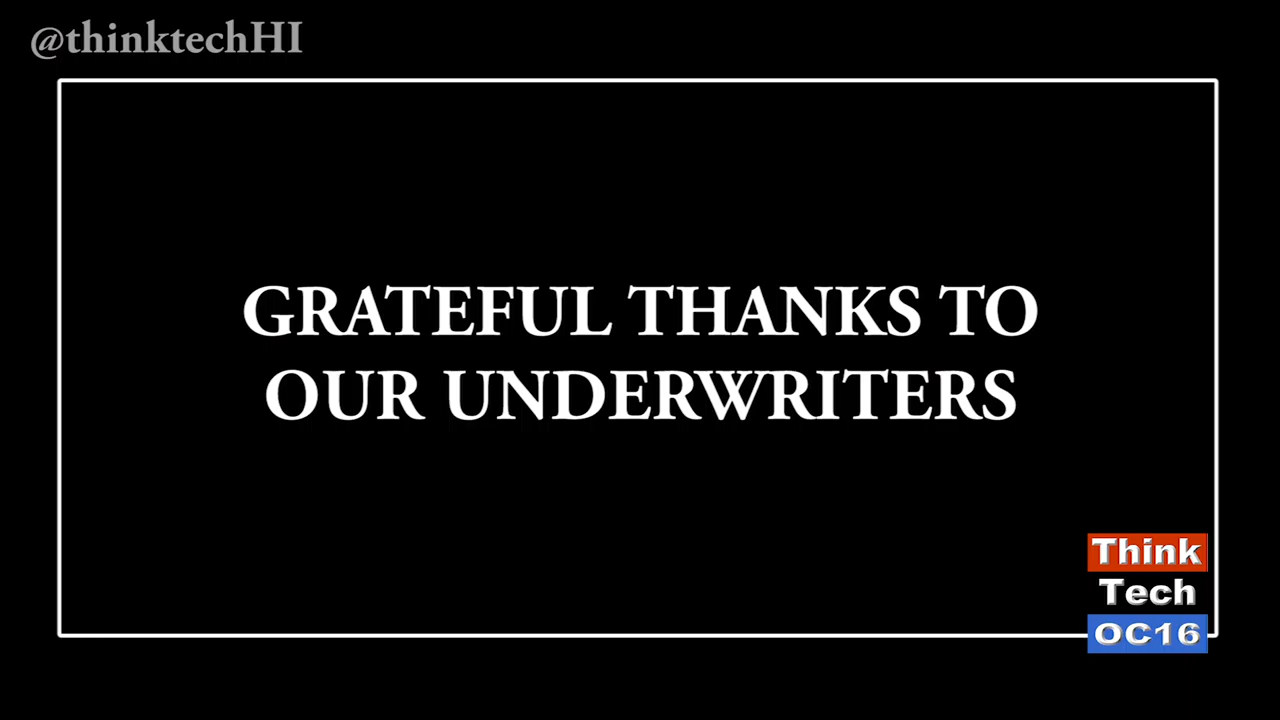 @thinktechHI
GRATEFUL THANKS TO
OUR UNDERWRITERS
Think
Tech
OC16